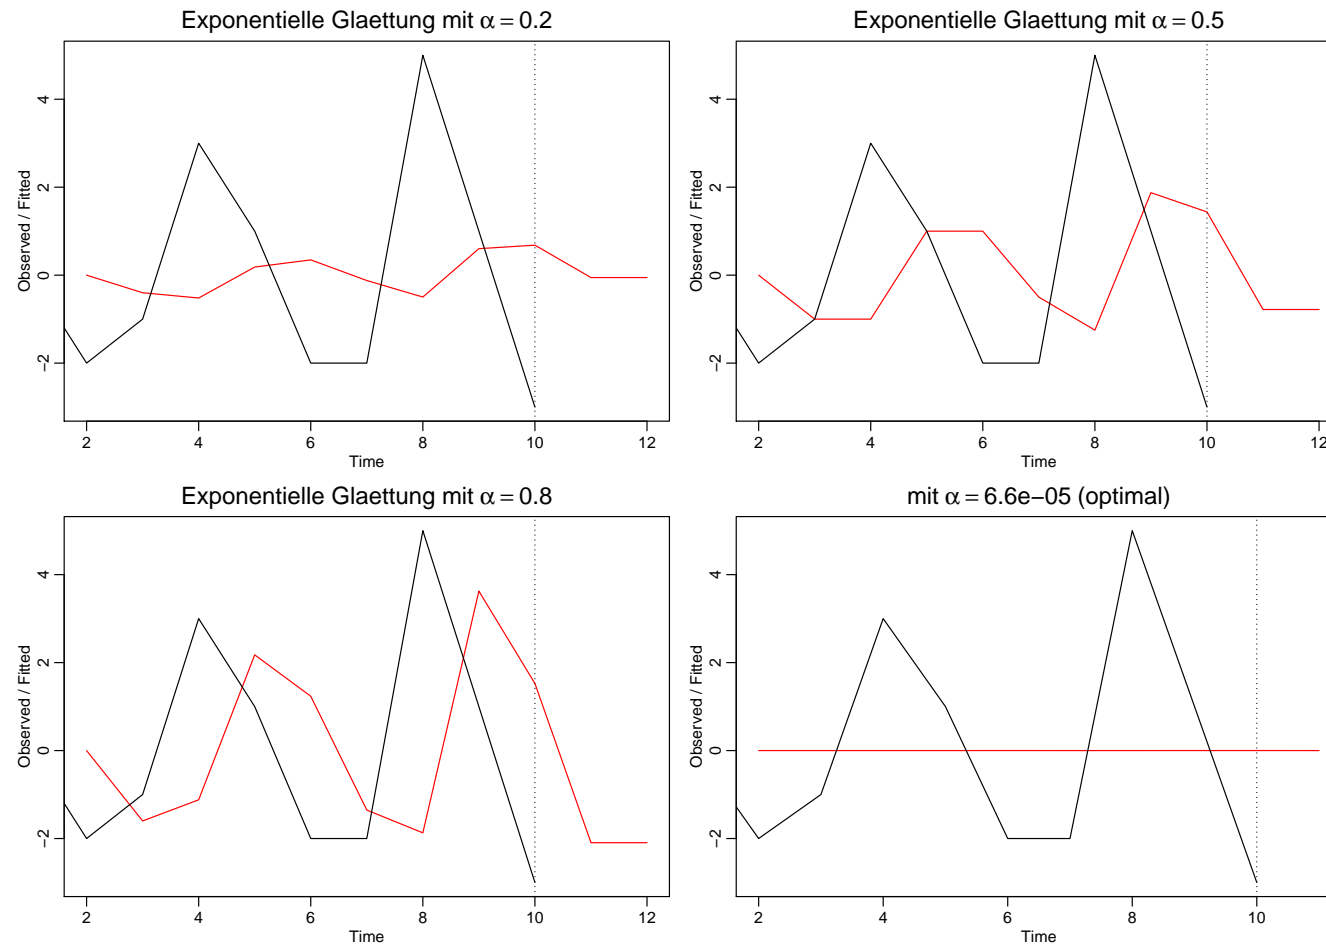 Exponentielle Glaettung mit α = 0.2
Observed / Fitted
−2 0 2 4
2 4 6 8 10 12
Time
Exponentielle Glaettung mit α = 0.5
Observed / Fitted
−2 0 2 4
2 4 6 8 10 12
Time
Exponentielle Glaettung mit α = 0.8
Observed / Fitted
−2 0 2 4
2 4 6 8 10 12
Time
mit α = 6.6e−05 (optimal)
Observed / Fitted
−2 0 2 4
2 4 6 8 10
Time